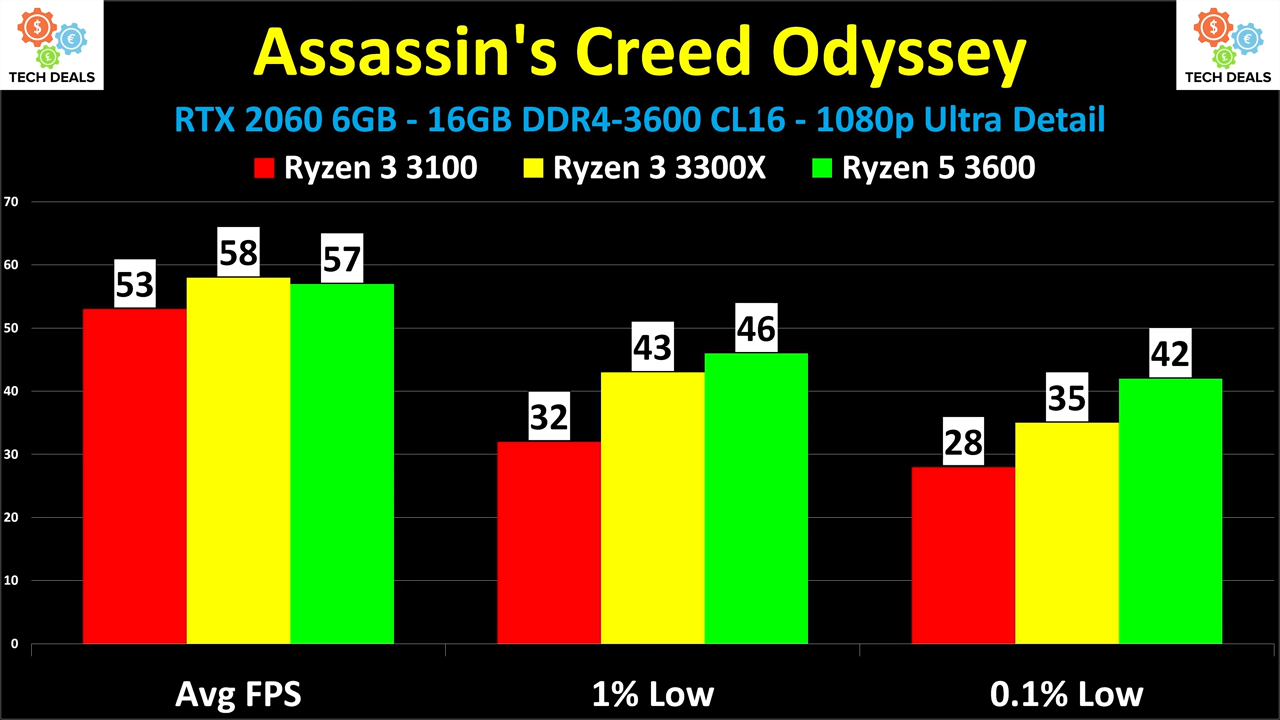 Assassin's Creed Odyssey
TECH DEALS
TECH DEALS
RTX 2060 6GB - 16GB DDR4-3600 CL16 - 1080p Ultra Detail
Ryzen 3 3100 Ryzen 3 3300X Ryzen 5 3600
70
60
50
40
30
20
10
0
53 58 57
32 43 46
28 35 42
Avg FPS 1% Low 0.1% Low